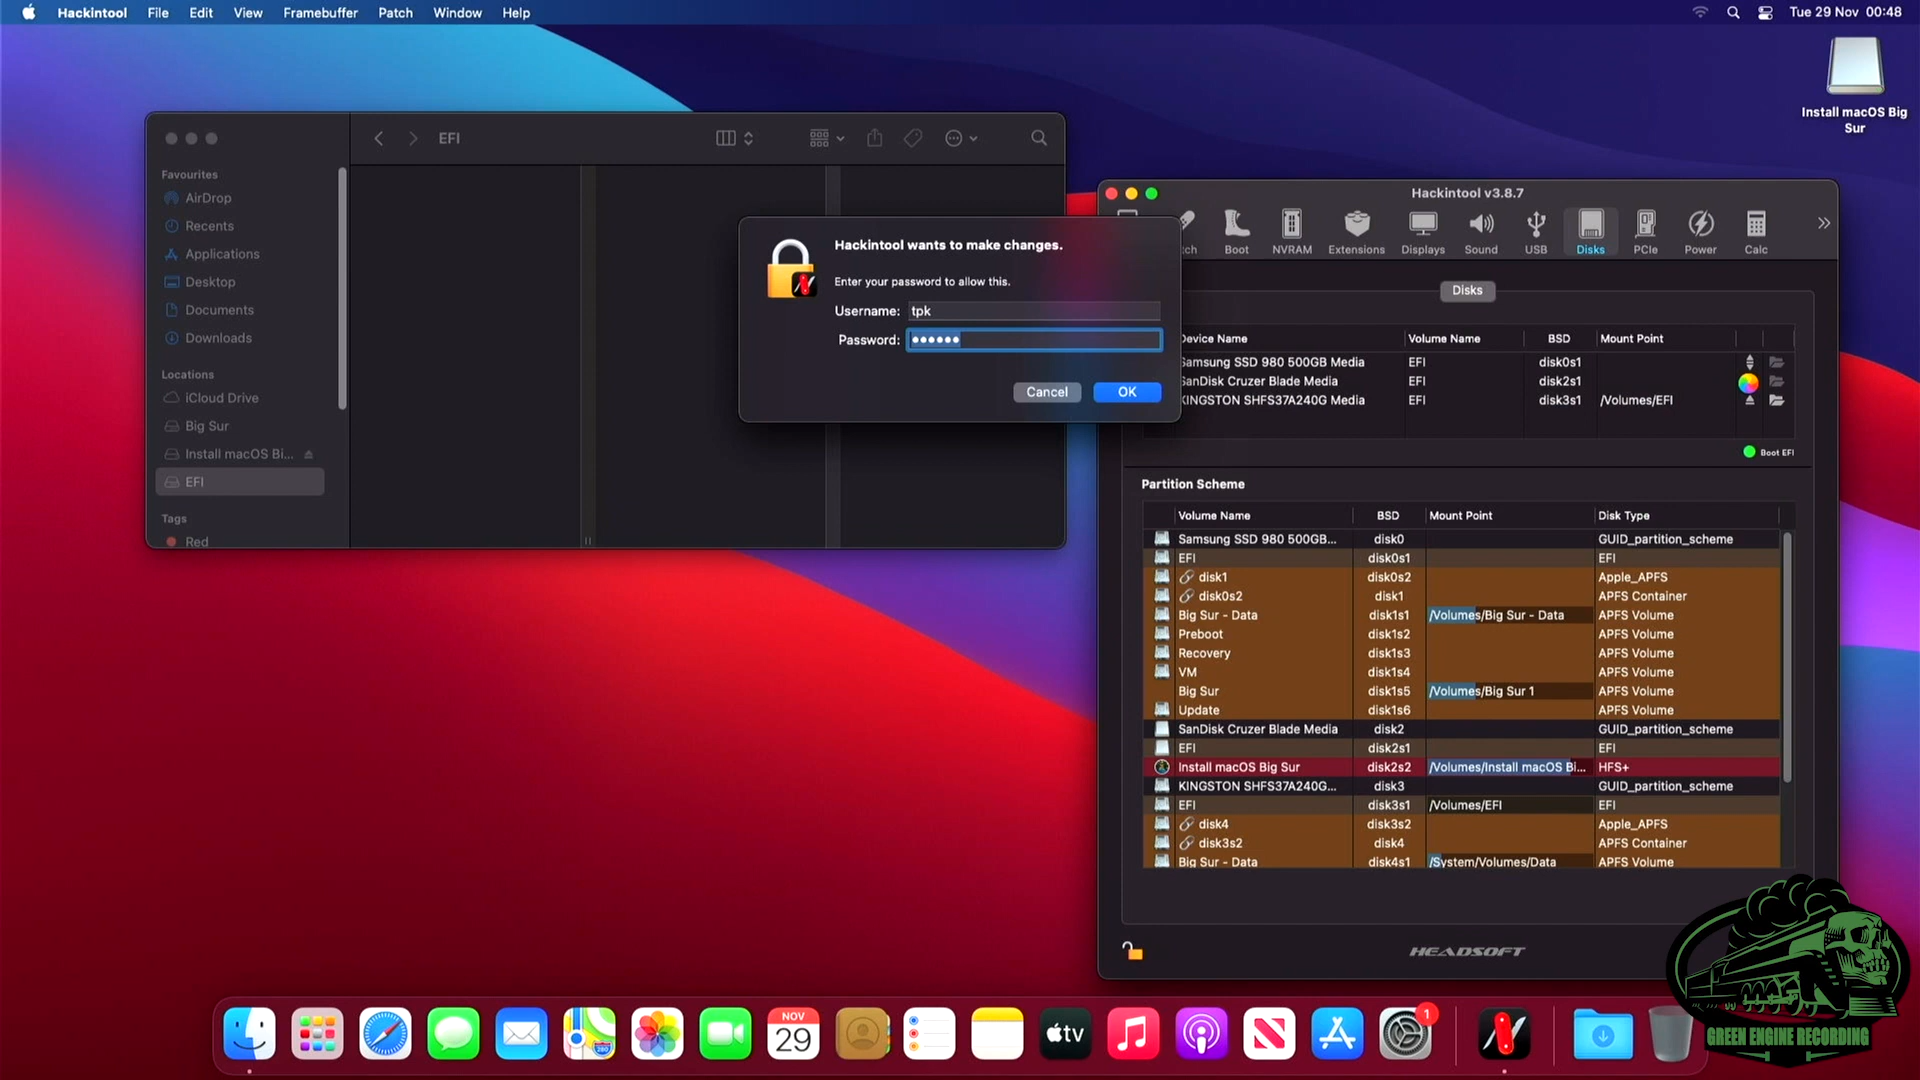 Hackintool File Edit View Framebuffer Patch Window Help
Tue 29 Nov 00:48
Install macOS Big
Sur
EFI
Favourites
AirDrop
Recents
Applications
Desktop
Documents
Downloads
Locations
iCloud Drive
Big Sur
Install macOS Bi...
EFI
Tags
Red
Hackintool wants to make changes.
Enter your password to allow this.
Username: tpk
Password: ••••••
Cancel OK
Hackintool v3.8.7
Boot NVRAM Extensions Displays Sound USB Disks PCIe Power Calc
Disks
Device Name Volume Name BSD Mount Point
Samsung SSD 980 500GB Media EFI disk0s1
SanDisk Cruzer Blade Media EFI disk2s1
KINGSTON SHFS37A240G Media EFI disk3s1 /Volumes/EFI
Boot EFI
Partition Scheme
Volume Name BSD Mount Point Disk Type
Samsung SSD 980 500GB... disk0 GUID_partition_scheme
EFI disk0s1 EFI
disk1 disk0s2 Apple_APFS
disk0s2 disk1 APFS Container
Big Sur - Data disk1s1 /Volumes/Big Sur - Data APFS Volume
Preboot disk1s2 APFS Volume
Recovery disk1s3 APFS Volume
VM disk1s4 APFS Volume
Big Sur disk1s5 /Volumes/Big Sur 1 APFS Volume
Update disk1s6 APFS Volume
SanDisk Cruzer Blade Media disk2 GUID_partition_scheme
EFI disk2s1 EFI
Install macOS Big Sur disk2s2 /Volumes/Install macOS Bi... HFS+
KINGSTON SHFS37A240G... disk3 GUID_partition_scheme
EFI disk3s1 /Volumes/EFI EFI
disk4 disk3s2 Apple_APFS
disk3s2 disk4 APFS Container
Big Sur - Data disk4s1 /System/Volumes/Data APFS Volume
HEADSOFT
NOV
29
280
tv
1
GREEN ENGINE RECORDING